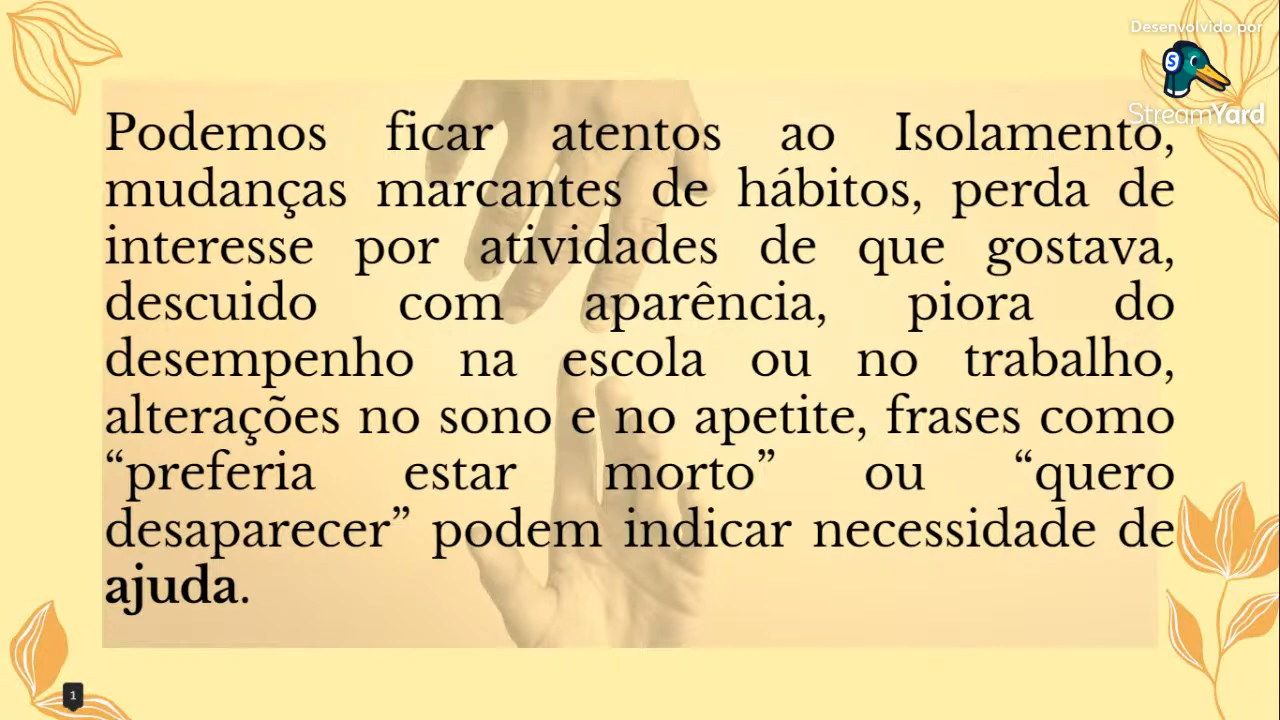 Desenvolvido por
StreamYard
Podemos ficar atentos ao Isolamento,
mudanças marcantes de hábitos, perda de
interesse por atividades de que gostava,
descuido com aparência, piora do
desempenho na escola ou no trabalho,
alterações no sono e no apetite, frases como
“preferia estar morto” ou “quero
desaparecer” podem indicar necessidade de
ajuda.
1